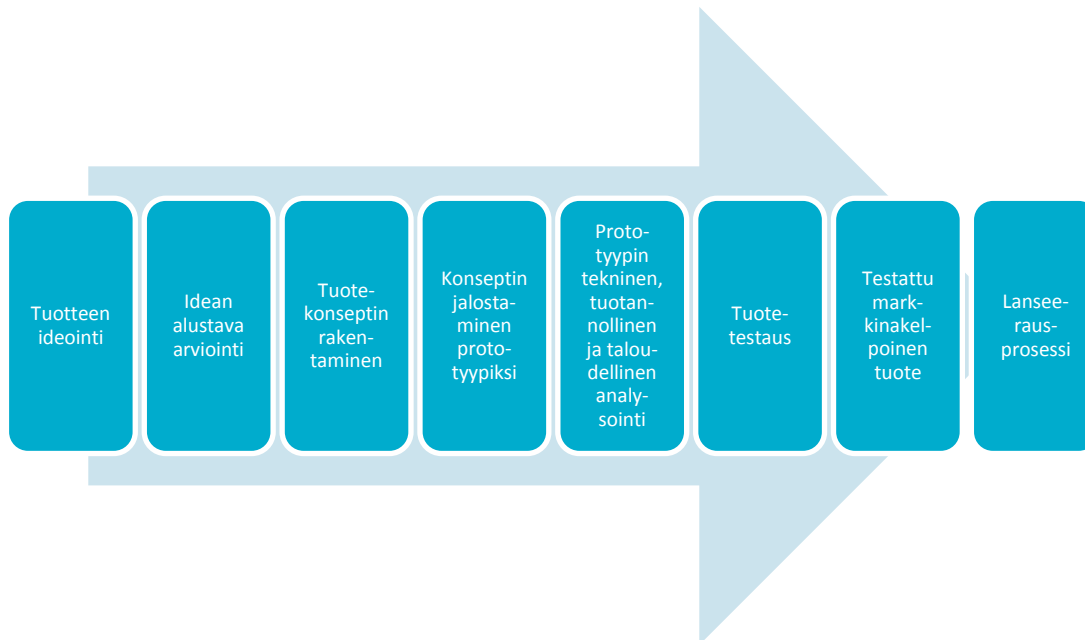 Tuotteen
ideointi
Idean
alustava
arviointi
Tuote-
konseptin
raken-
taminen
Konseptin
jalosta-
minen
proto-
tyypiksi
Proto-
tyypin
tekninen,
tuotan-
nollinen
ja talou-
dellinen
analy-
sointi
Tuote-
testaus
Testattu
mark-
kinakel-
poinen
tuote
Lansee-
raus-
prosessi